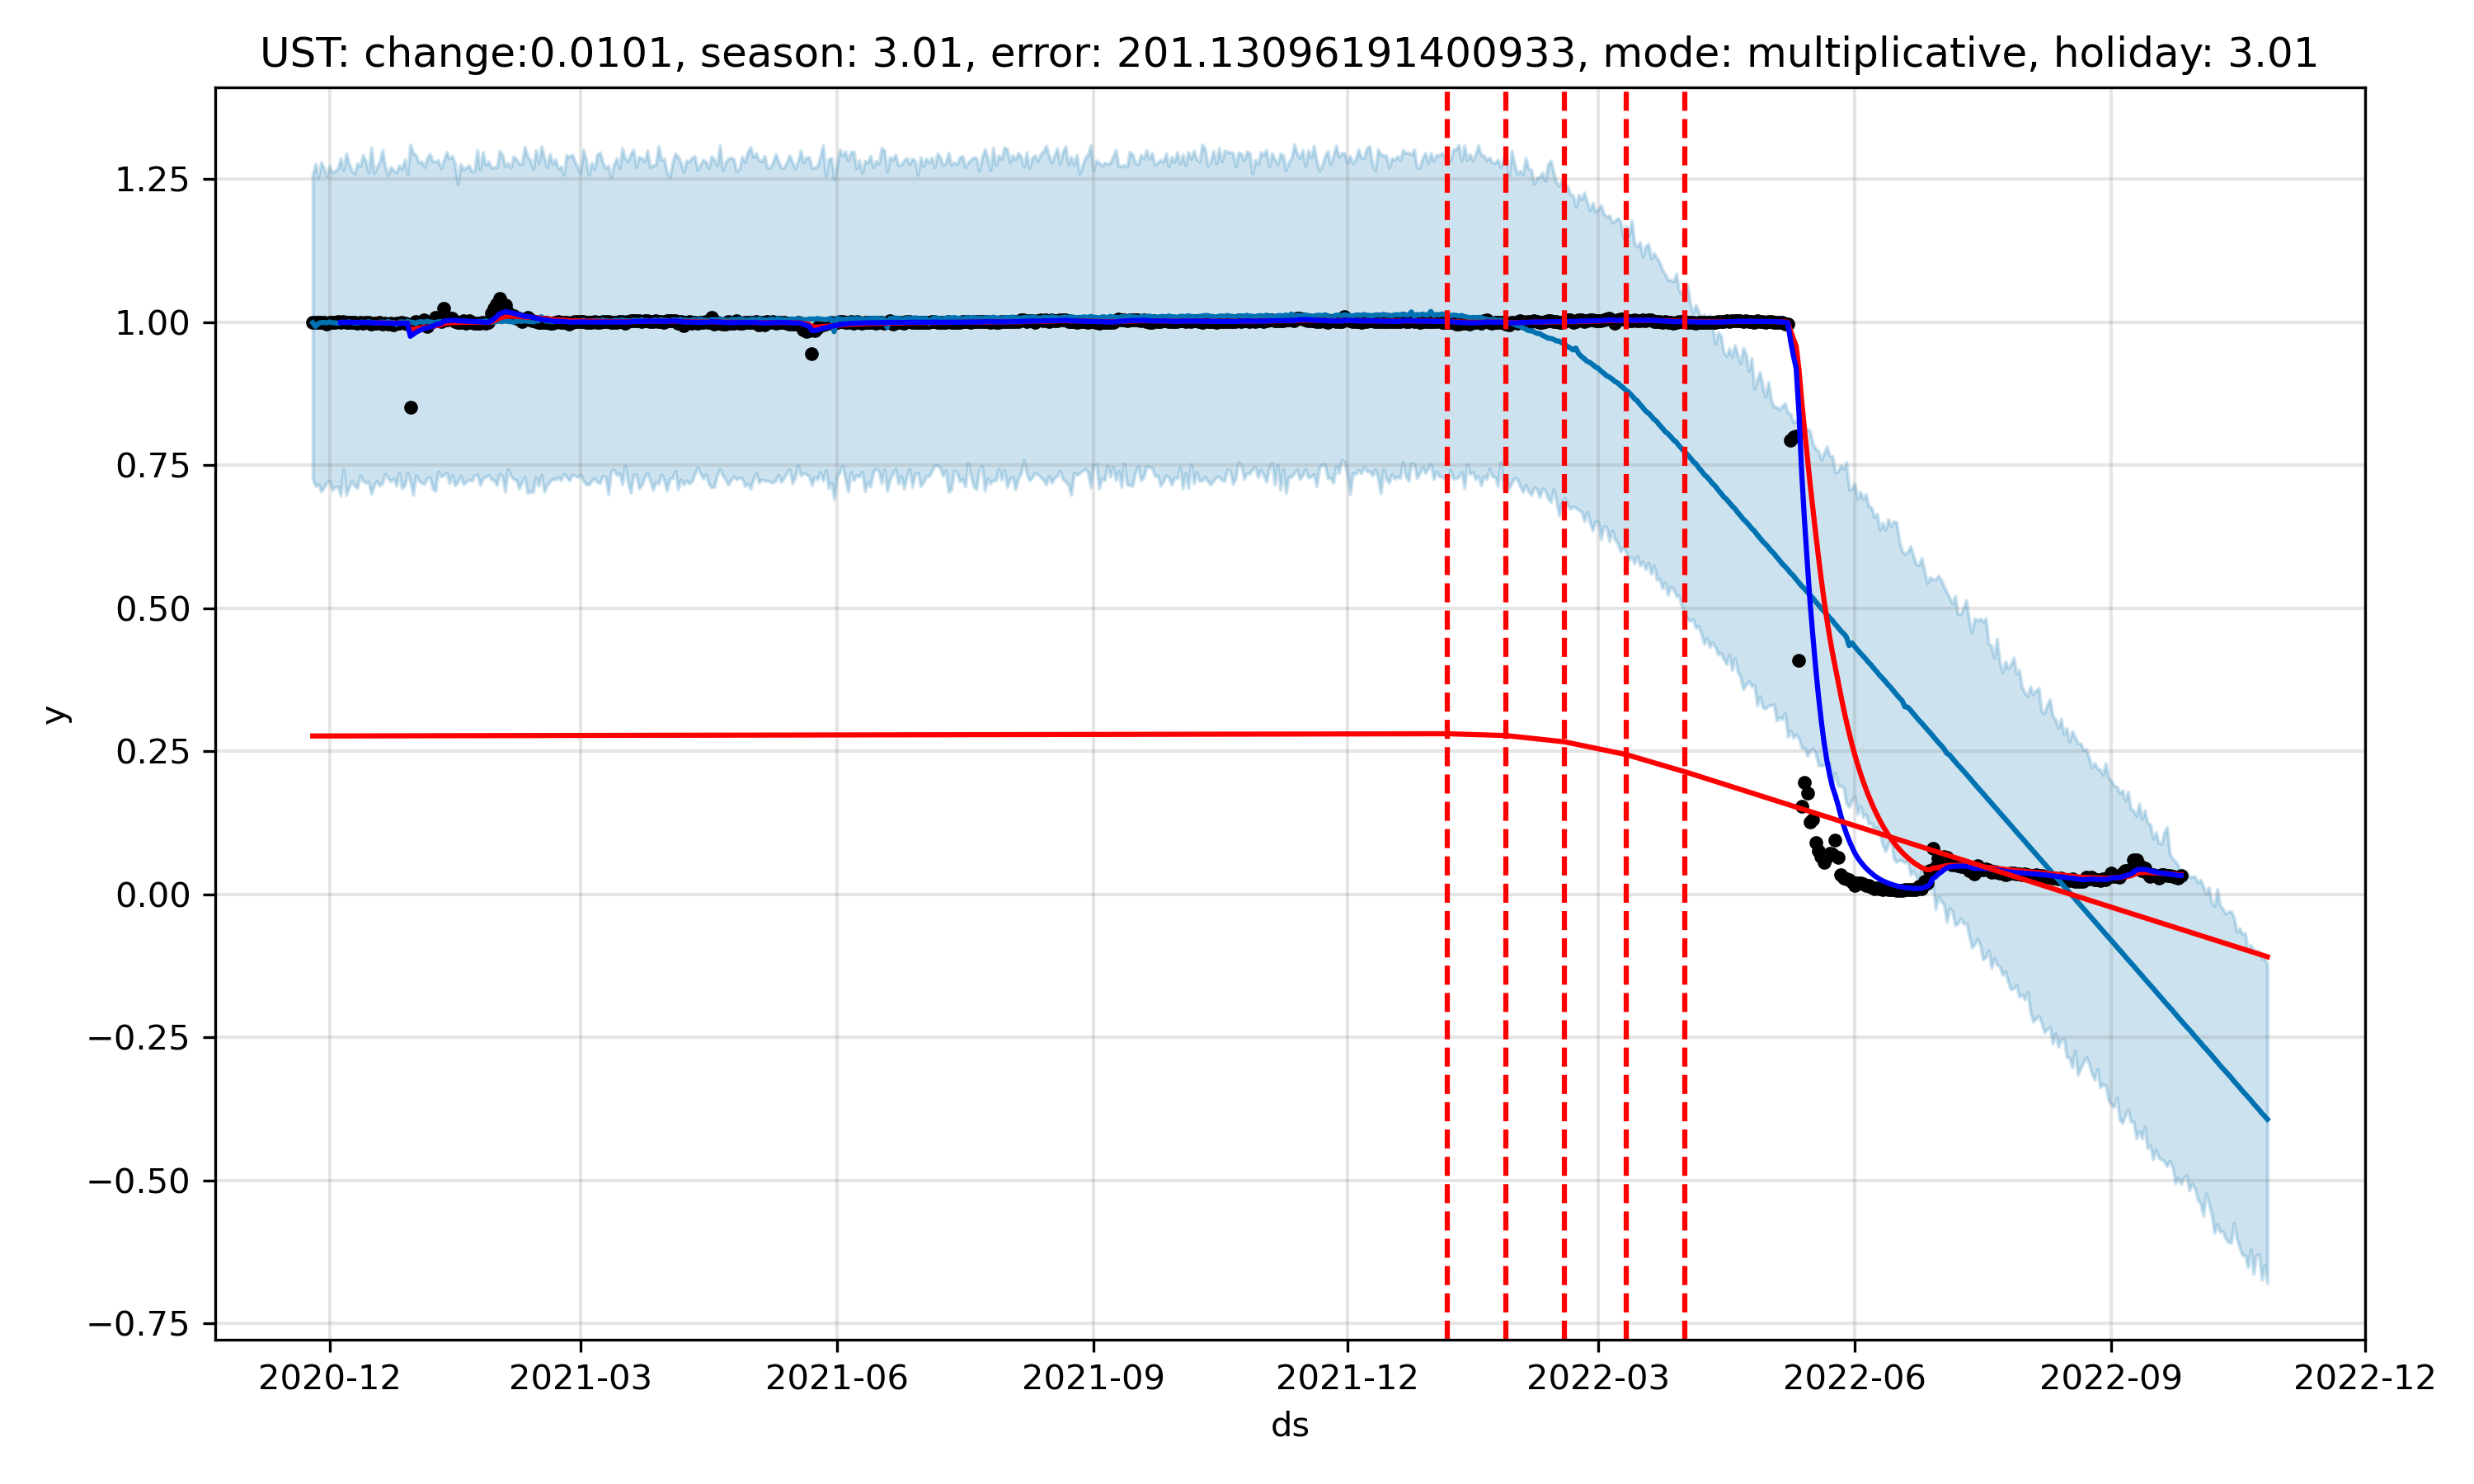 UST: change:0.0101, season: 3.01, error: 201.13096191400933, mode: multiplicative, holiday: 3.01
1.25
1.00
0.75
0.50
0.25
0.00
−0.25
−0.50
−0.75
y
2020-12 2021-03 2021-06 2021-09 2021-12 2022-03 2022-06 2022-09 2022-12
ds